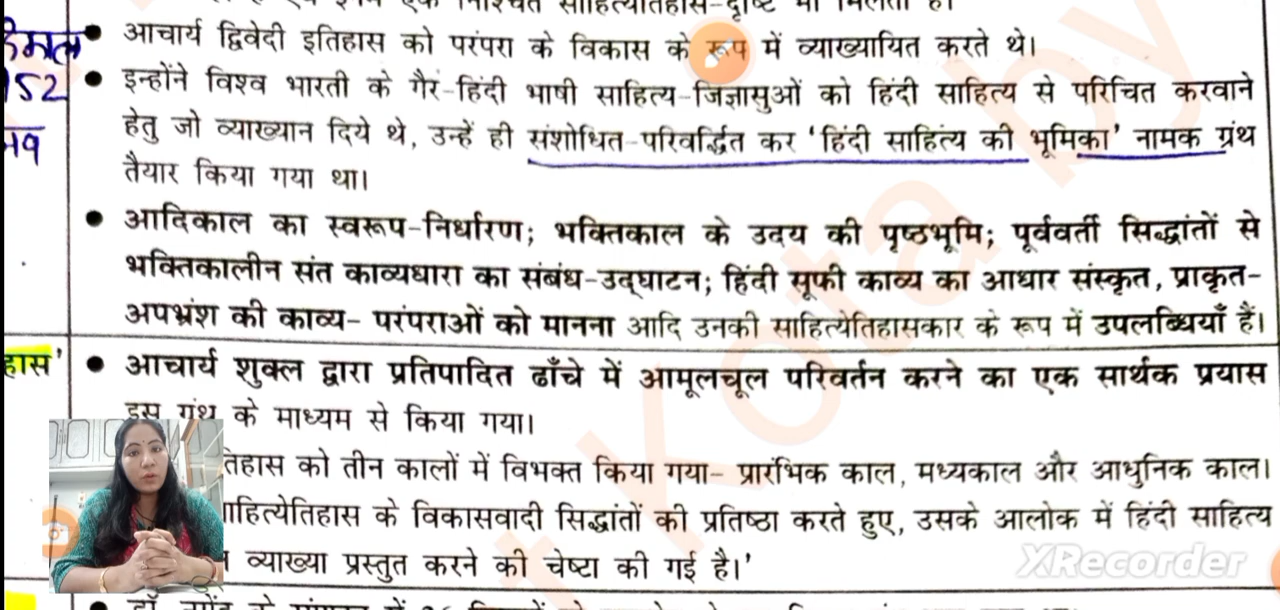 साहित्येतिहास-दृष्टि भी मिलती है।
• आचार्य द्विवेदी इतिहास को परंपरा के विकास के रूप में व्याख्यायित करते थे।
152
• इन्होंने विश्व भारती के गैर-हिंदी भाषी साहित्य-जिज्ञासुओं को हिंदी साहित्य से परिचित करवाने
हेतु जो व्याख्यान दिये थे, उन्हें ही संशोधित-परिवर्द्धित कर 'हिंदी साहित्य की भूमिका' नामक ग्रंथ
तैयार किया गया था।
• आदिकाल का स्वरूप-निर्धारण; भक्तिकाल के उदय की पृष्ठभूमि; पूर्ववर्ती सिद्धांतों से
भक्तिकालीन संत काव्यधारा का संबंध-उद्घाटन; हिंदी सूफी काव्य का आधार संस्कृत, प्राकृत-
अपभ्रंश की काव्य- परंपराओं को मानना आदि उनकी साहित्येतिहासकार के रूप में उपलब्धियाँ हैं।
हास'
• आचार्य शुक्ल द्वारा प्रतिपादित ढाँचे में आमूलचूल परिवर्तन करने का एक सार्थक प्रयास
इस ग्रंथ के माध्यम से किया गया।
तिहास को तीन कालों में विभक्त किया गया- प्रारंभिक काल, मध्यकाल और आधुनिक काल।
ाहित्येतिहास के विकासवादी सिद्धांतों की प्रतिष्ठा करते हुए, उसके आलोक में हिंदी साहित्य
व्याख्या प्रस्तुत करने की चेष्टा की गई है।'
XRecorder